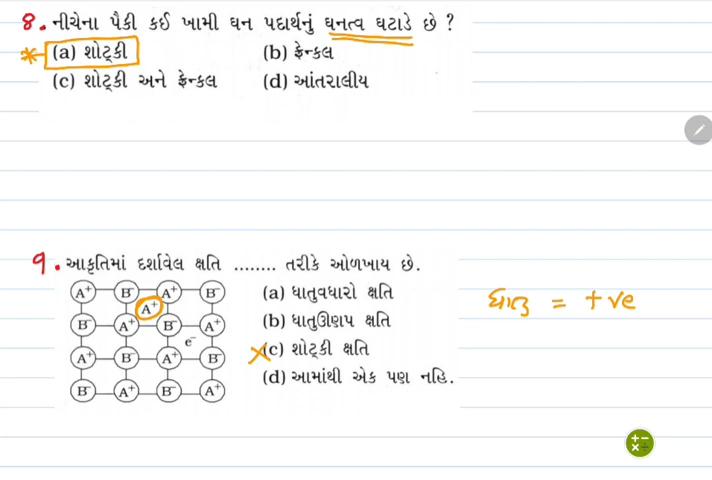 8. નીચેના પૈકી કઈ ખામી ઘન પદાર્થનું ઘનત્વ ઘટાડે છે ?
(a) શોટ્કી (b) ફ્રેન્કલ
(c) શોટ્કી અને ફ્રેન્કલ (d) આંતરાલીય
9. આકૃતિમાં દર્શાવેલ ક્ષતિ ........ તરીકે ઓળખાય છે.
A⁺ B⁻ A⁺ B⁻
A⁺
B⁻ A⁺ B⁻ A⁺
e⁻
A⁺ B⁻ A⁺ B⁻
B⁻ A⁺ B⁻ A⁺
(a) ધાતુવધારો ક્ષતિ
(b) ધાતુઊણપ ક્ષતિ
(c) શોટ્કી ક્ષતિ
(d) આમાંથી એક પણ નહિ.
ધાતુ = +ve